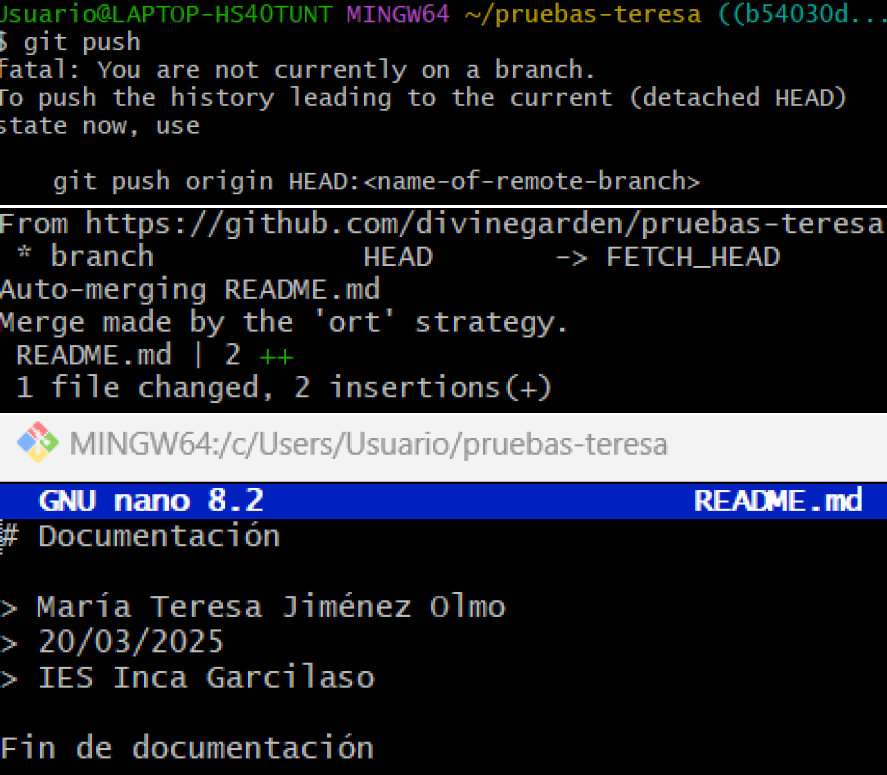 Usuario@LAPTOP-HS40TUNT MINGW64 ~/pruebas-teresa ((b54030d...
$ git push
fatal: You are not currently on a branch.
To push the history leading to the current (detached HEAD)
state now, use
git push origin HEAD:<name-of-remote-branch>
From https://github.com/divinegarden/pruebas-teresa
* branch HEAD -> FETCH_HEAD
Auto-merging README.md
Merge made by the 'ort' strategy.
README.md | 2 ++
1 file changed, 2 insertions(+)
MINGW64:/c/Users/Usuario/pruebas-teresa
GNU nano 8.2 README.md
# Documentación
> María Teresa Jiménez Olmo
> 20/03/2025
> IES Inca Garcilaso
Fin de documentación